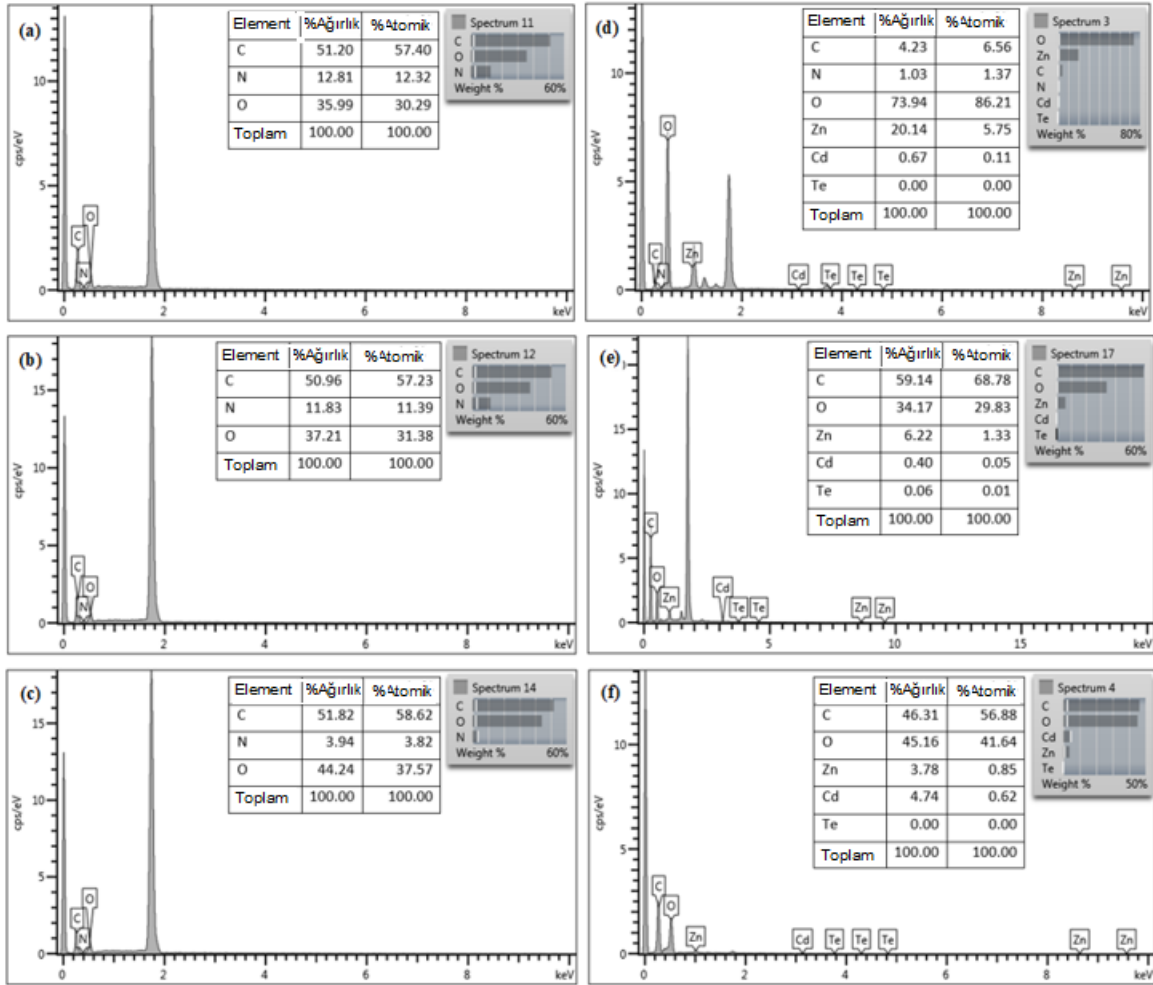 (a)
Element %Ağırlık %Atomik
C 51.20 57.40
N 12.81 12.32
O 35.99 30.29
Toplam 100.00 100.00
Spectrum 11
C
O
N
Weight % 60%
cps/eV
10
5
0
C
N
O
0 2 4 6 8 keV
(b)
Element %Ağırlık %Atomik
C 50.96 57.23
N 11.83 11.39
O 37.21 31.38
Toplam 100.00 100.00
Spectrum 12
C
O
N
Weight % 60%
cps/eV
15
10
5
0
C
N
O
0 2 4 6 8 keV
(c)
Element %Ağırlık %Atomik
C 51.82 58.62
N 3.94 3.82
O 44.24 37.57
Toplam 100.00 100.00
Spectrum 14
C
O
N
Weight % 60%
cps/eV
15
10
5
0
C
N
O
0 2 4 6 8 keV
(d)
Element %Ağırlık %Atomik
C 4.23 6.56
N 1.03 1.37
O 73.94 86.21
Zn 20.14 5.75
Cd 0.67 0.11
Te 0.00 0.00
Toplam 100.00 100.00
Spectrum 3
O
Zn
C
N
Cd
Te
Weight % 80%
cps/eV
10
5
0
C
N
O
Zn
Cd Te Te Te Zn Zn
0 2 4 6 8 keV
(e)
Element %Ağırlık %Atomik
C 59.14 68.78
O 34.17 29.83
Zn 6.22 1.33
Cd 0.40 0.05
Te 0.06 0.01
Toplam 100.00 100.00
Spectrum 17
C
O
Zn
Cd
Te
Weight % 60%
cps/eV
15
10
5
0
C
O
Zn
Cd
Te Te Zn Zn
0 5 10 15 keV
(f)
Element %Ağırlık %Atomik
C 46.31 56.88
O 45.16 41.64
Zn 3.78 0.85
Cd 4.74 0.62
Te 0.00 0.00
Toplam 100.00 100.00
Spectrum 4
C
O
Cd
Zn
Te
Weight % 50%
cps/eV
10
5
0
C
O
Zn
Cd Te Te Te Zn Zn
0 2 4 6 8 keV